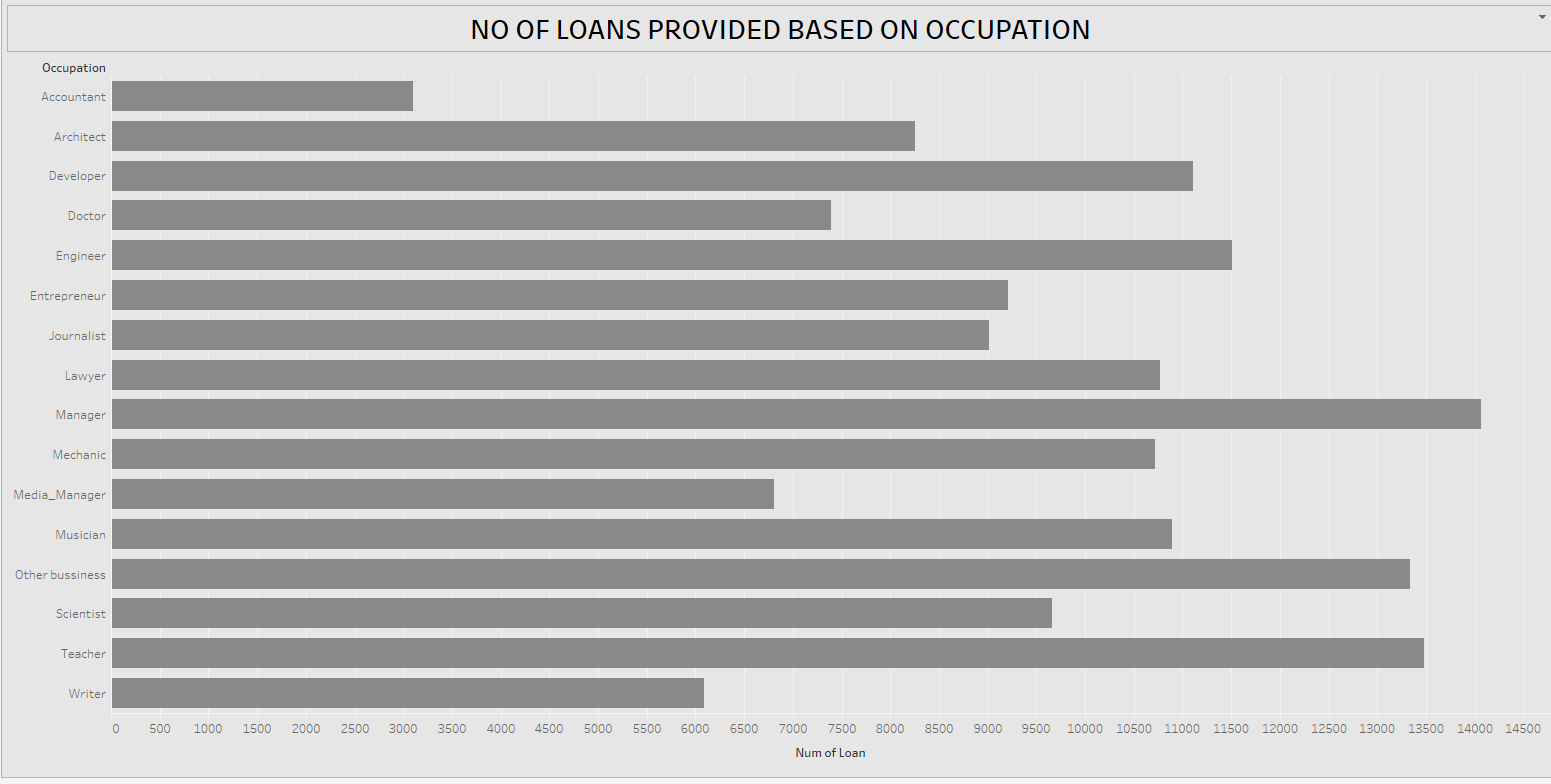 NO OF LOANS PROVIDED BASED ON OCCUPATION
Occupation
Accountant
Architect
Developer
Doctor
Engineer
Entrepreneur
Journalist
Lawyer
Manager
Mechanic
Media_Manager
Musician
Other bussiness
Scientist
Teacher
Writer
0 500 1000 1500 2000 2500 3000 3500 4000 4500 5000 5500 6000 6500 7000 7500 8000 8500 9000 9500 10000 10500 11000 11500 12000 12500 13000 13500 14000 14500
Num of Loan